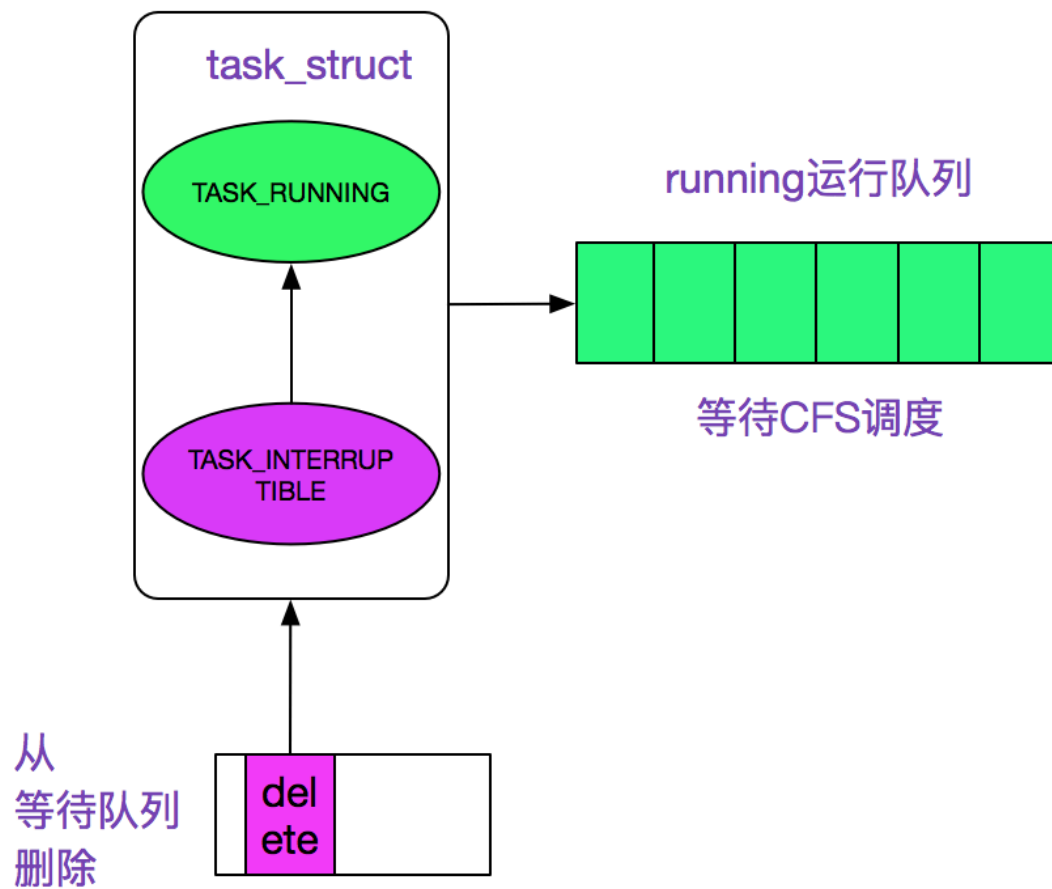 task_struct
TASK_RUNNING
running运行队列
等待CFS调度
TASK_INTERRUP
TIBLE
从
等待队列
删除
del
ete